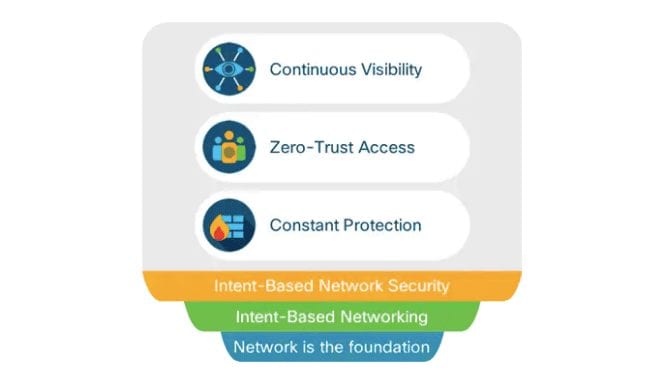 Continuous Visibility
Zero-Trust Access
Constant Protection
Intent-Based Network Security
Intent-Based Networking
Network is the foundation